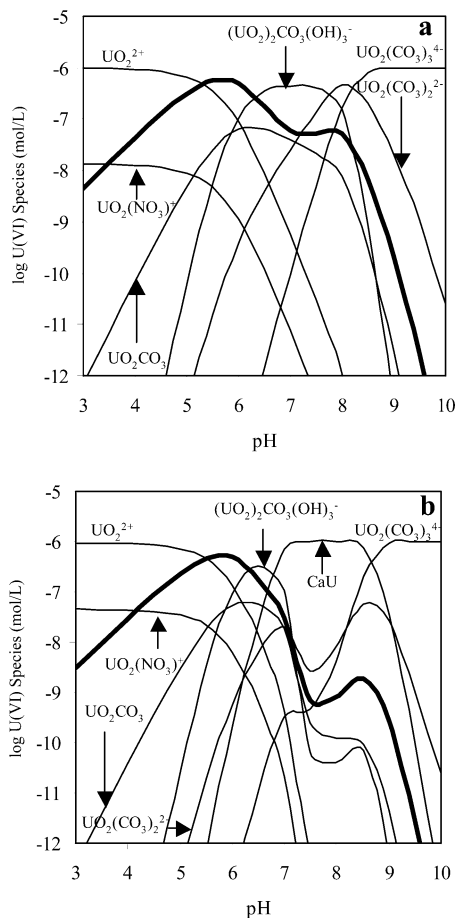 a
(UO₂)₂CO₃(OH)₃⁻
UO₂²⁺
UO₂(CO₃)₃⁴⁻
UO₂(CO₃)₂²⁻
UO₂(NO₃)⁺
UO₂CO₃
log U(VI) Species (mol/L)
-5
-6
-7
-8
-9
-10
-11
-12
3 4 5 6 7 8 9 10
pH
b
(UO₂)₂CO₃(OH)₃⁻
UO₂²⁺
UO₂(CO₃)₃⁴⁻
CaU
UO₂(NO₃)⁺
UO₂CO₃
UO₂(CO₃)₂²⁻
log U(VI) Species (mol/L)
-5
-6
-7
-8
-9
-10
-11
-12
3 4 5 6 7 8 9 10
pH